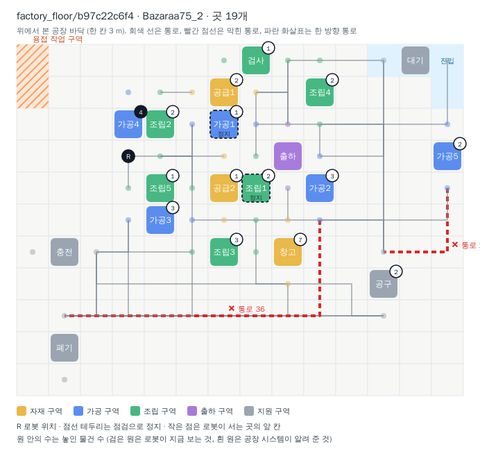 factory_floor/b97c22c6f4 · Bazaraa75_2 · 곳 19개
위에서 본 공장 바닥 (한 칸 3 m). 회색 선은 통로, 빨간 점선은 막힌 통로, 파란 화살표는 한 방향 통로
용접 작업 구역
검사 1
대기
전립
공급1 2
조립4 2
가공4 4
조립2 2
가공1 1
정지
R
출하
가공5 2
조립5 1
공급2 1
조립1 2
정지
가공2 3
가공3 3
충전
조립3 3
창고 7
✕ 통로
공구 2
✕ 통로 36
폐기
자재 구역
가공 구역
조립 구역
출하 구역
지원 구역
R 로봇 위치 · 점선 테두리는 점검으로 정지 · 작은 점은 로봇이 서는 곳의 앞 칸
원 안의 수는 놓인 물건 수 (검은 원은 로봇이 지금 보는 것, 흰 원은 공장 시스템이 알려 준 것)